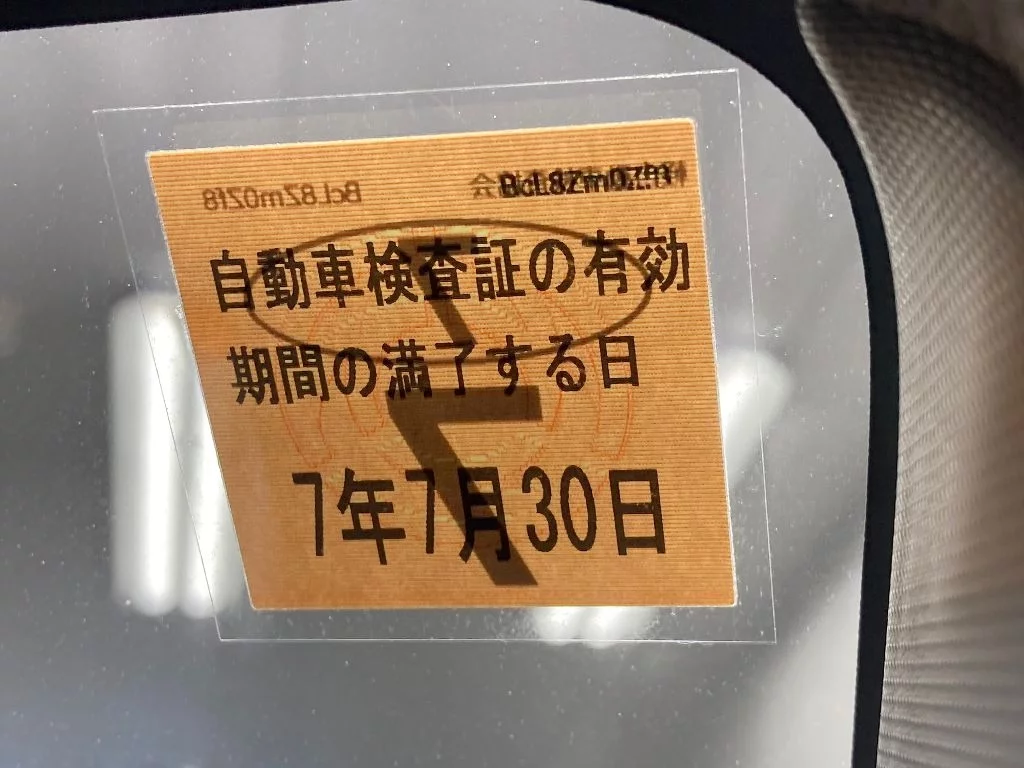 BcL8Zm0Zf8
自動車検査証の有効
期間の満了する日
7年7月30日